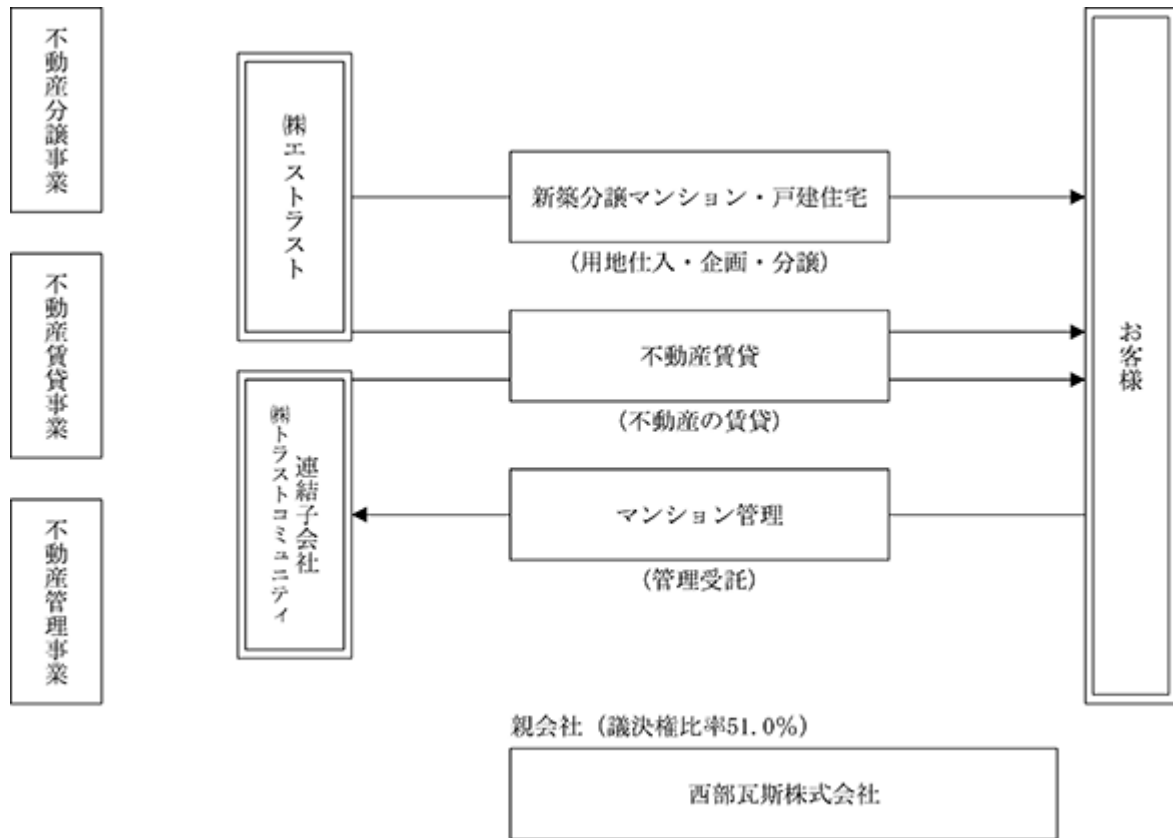 不動産分譲事業
㈱エストラスト
新築分譲マンション・戸建住宅
(用地仕入・企画・分譲)
不動産賃貸事業
不動産賃貸
(不動産の賃貸)
お客様
連結子会社
㈱トラストコミュニティ
マンション管理
(管理受託)
不動産管理事業
親会社（議決権比率51.0%）
西部瓦斯株式会社